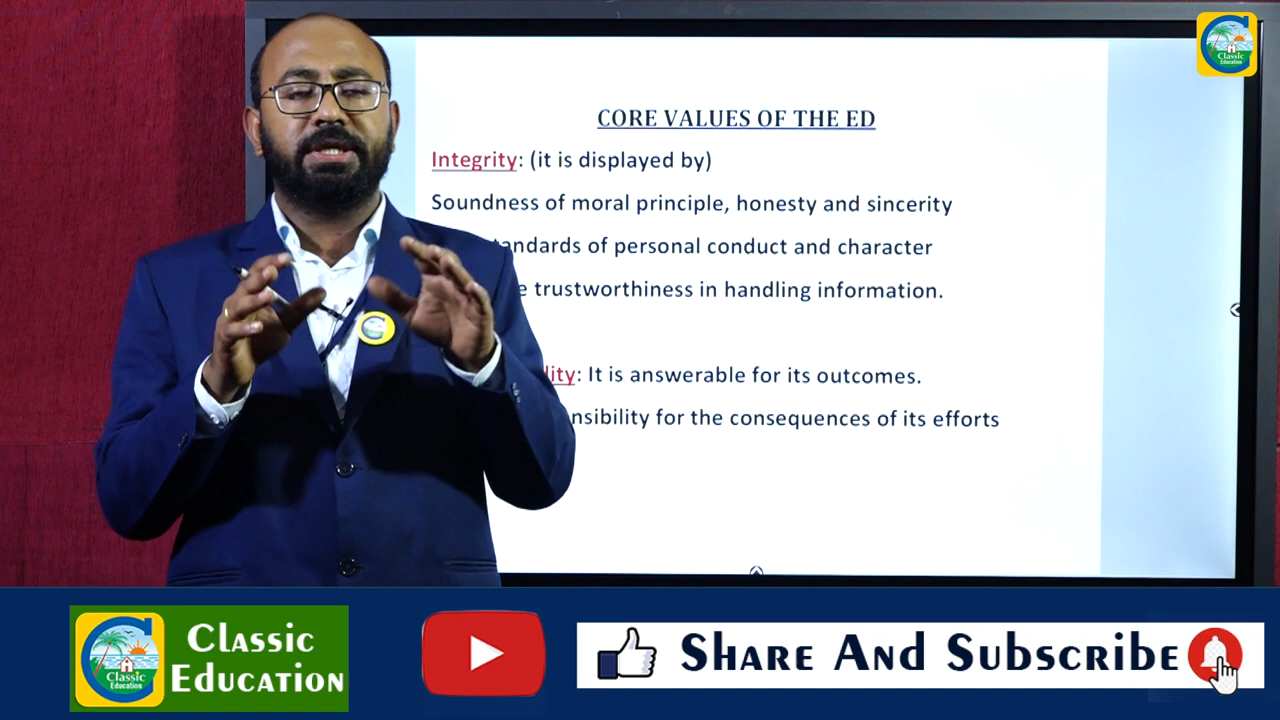 Classic
Education
CORE VALUES OF THE ED
Integrity: (it is displayed by)
Soundness of moral principle, honesty and sincerity
of personal conduct and character
trustworthiness in handling information.
It is answerable for its outcomes.
for the consequences of its efforts
Classic
Education
Classic
Education
Share And Subscribe